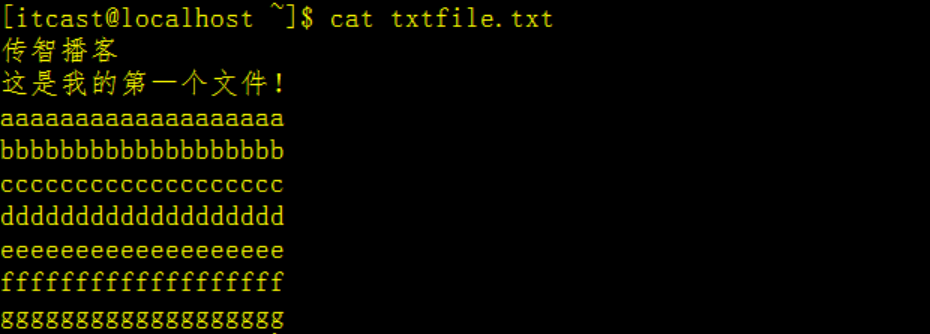 [itcast@localhost ~]$ cat txtfile.txt
传智播客
这是我的第一个文件!
aaaaaaaaaaaaaaaaaaa
bbbbbbbbbbbbbbbbbbb
ccccccccccccccccccc
ddddddddddddddddddd
eeeeeeeeeeeeeeeeeee
fffffffffffffffffff
ggggggggggggggggggg